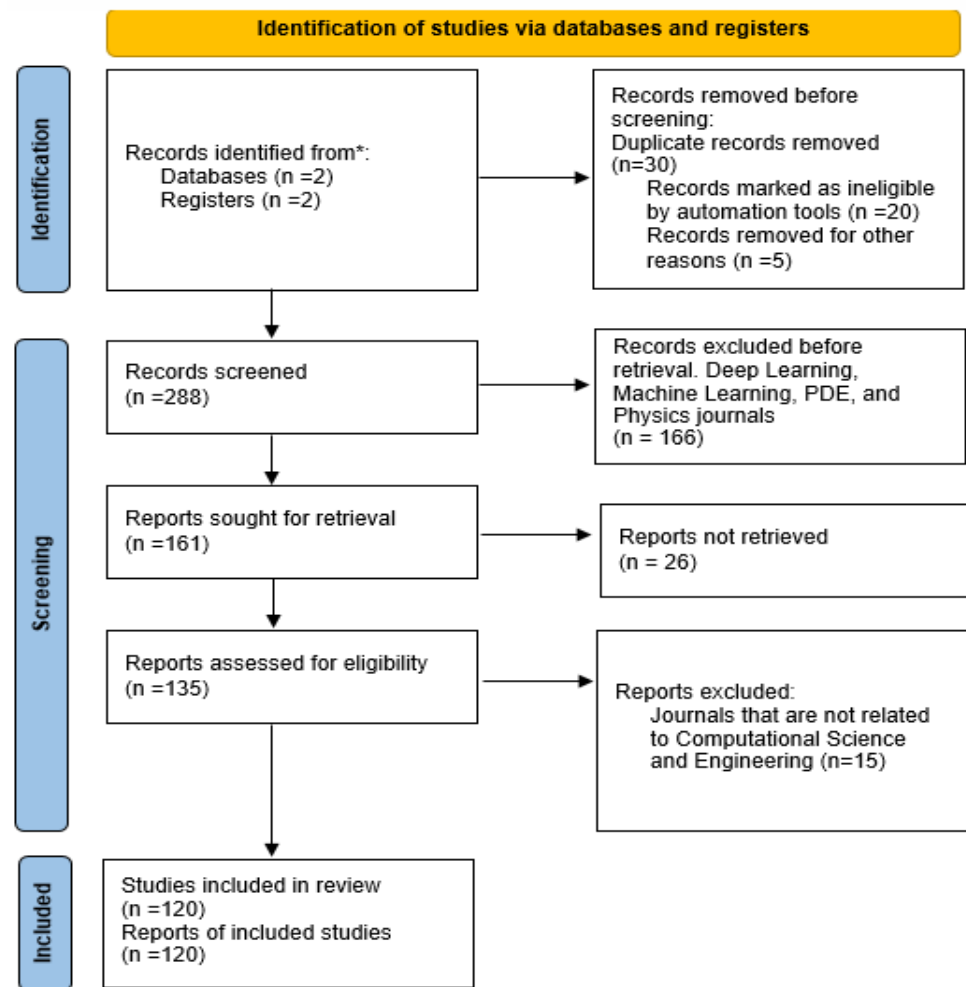 Identification of studies via databases and registers
Identification
Records identified from*:
Databases (n =2)
Registers (n =2)
Records removed before
screening:
Duplicate records removed
(n=30)
Records marked as ineligible
by automation tools (n =20)
Records removed for other
reasons (n =5)
Screening
Records screened
(n =288)
Records excluded before
retrieval. Deep Learning,
Machine Learning, PDE, and
Physics journals
(n = 166)
Reports sought for retrieval
(n =161)
Reports not retrieved
(n = 26)
Reports assessed for eligibility
(n =135)
Reports excluded:
Journals that are not related
to Computational Science
and Engineering (n=15)
Included
Studies included in review
(n =120)
Reports of included studies
(n =120)